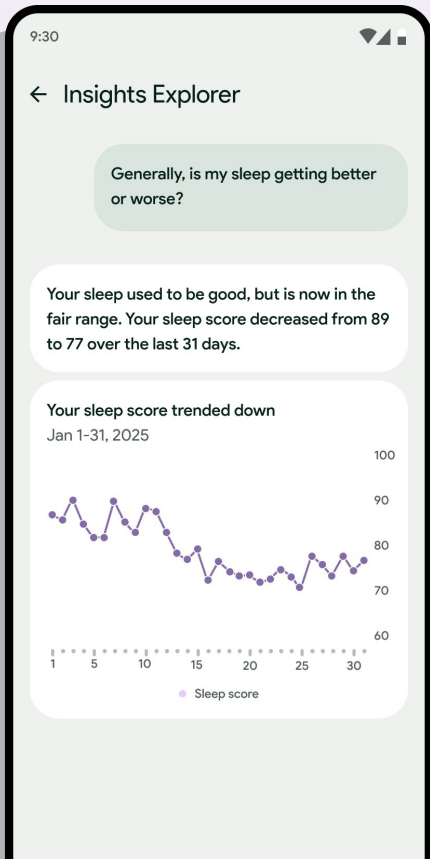 9:30
Insights Explorer
Generally, is my sleep getting better
or worse?
Your sleep used to be good, but is now in the
fair range. Your sleep score decreased from 89
to 77 over the last 31 days.
Your sleep score trended down
Jan 1-31, 2025
100
90
80
70
60
1 5 10 15 20 25 30
Sleep score